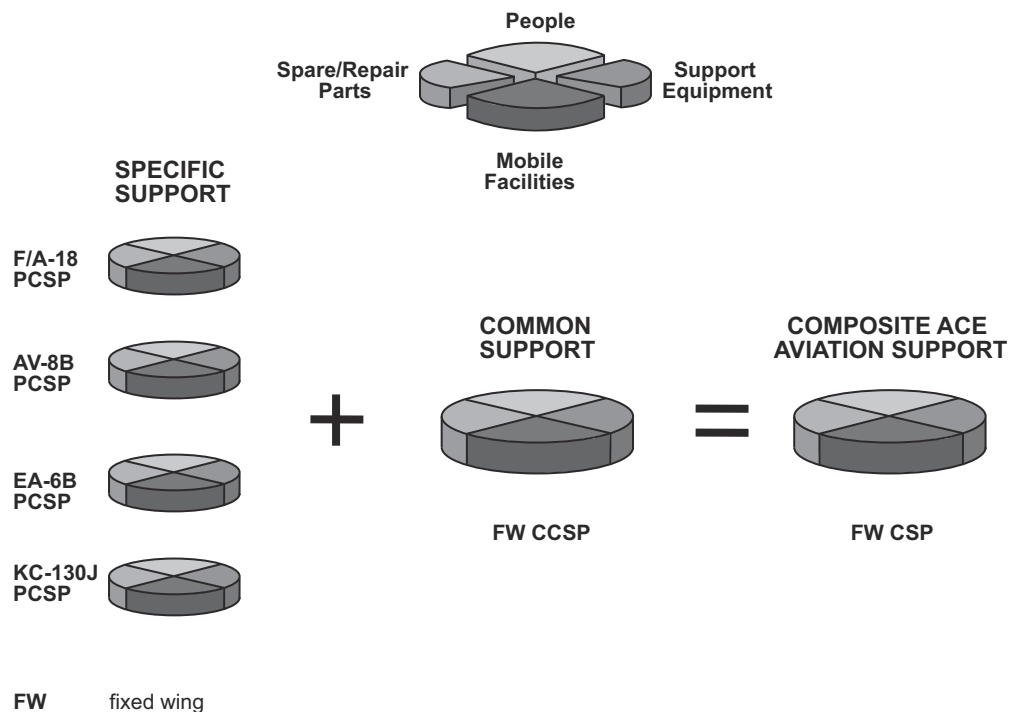 People
Spare/Repair
Parts
Support
Equipment
Mobile
Facilities
SPECIFIC
SUPPORT
F/A-18
PCSP
AV-8B
PCSP
EA-6B
PCSP
KC-130J
PCSP
COMMON
SUPPORT
FW CCSP
COMPOSITE ACE
AVIATION SUPPORT
FW CSP
FW fixed wing